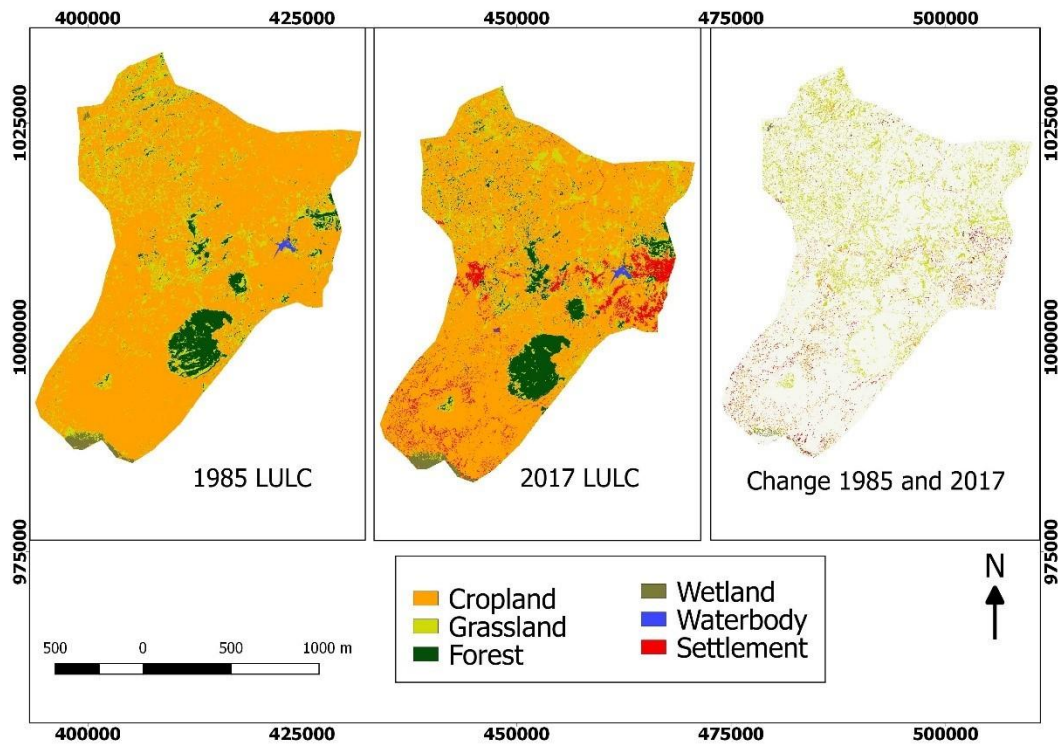 400000 425000 450000 475000 500000
1025000 1025000
1000000 1000000
975000 975000
1985 LULC
2017 LULC
Change 1985 and 2017
Cropland
Grassland
Forest
Wetland
Waterbody
Settlement
N
500 0 500 1000 m
400000 425000 450000 475000 500000